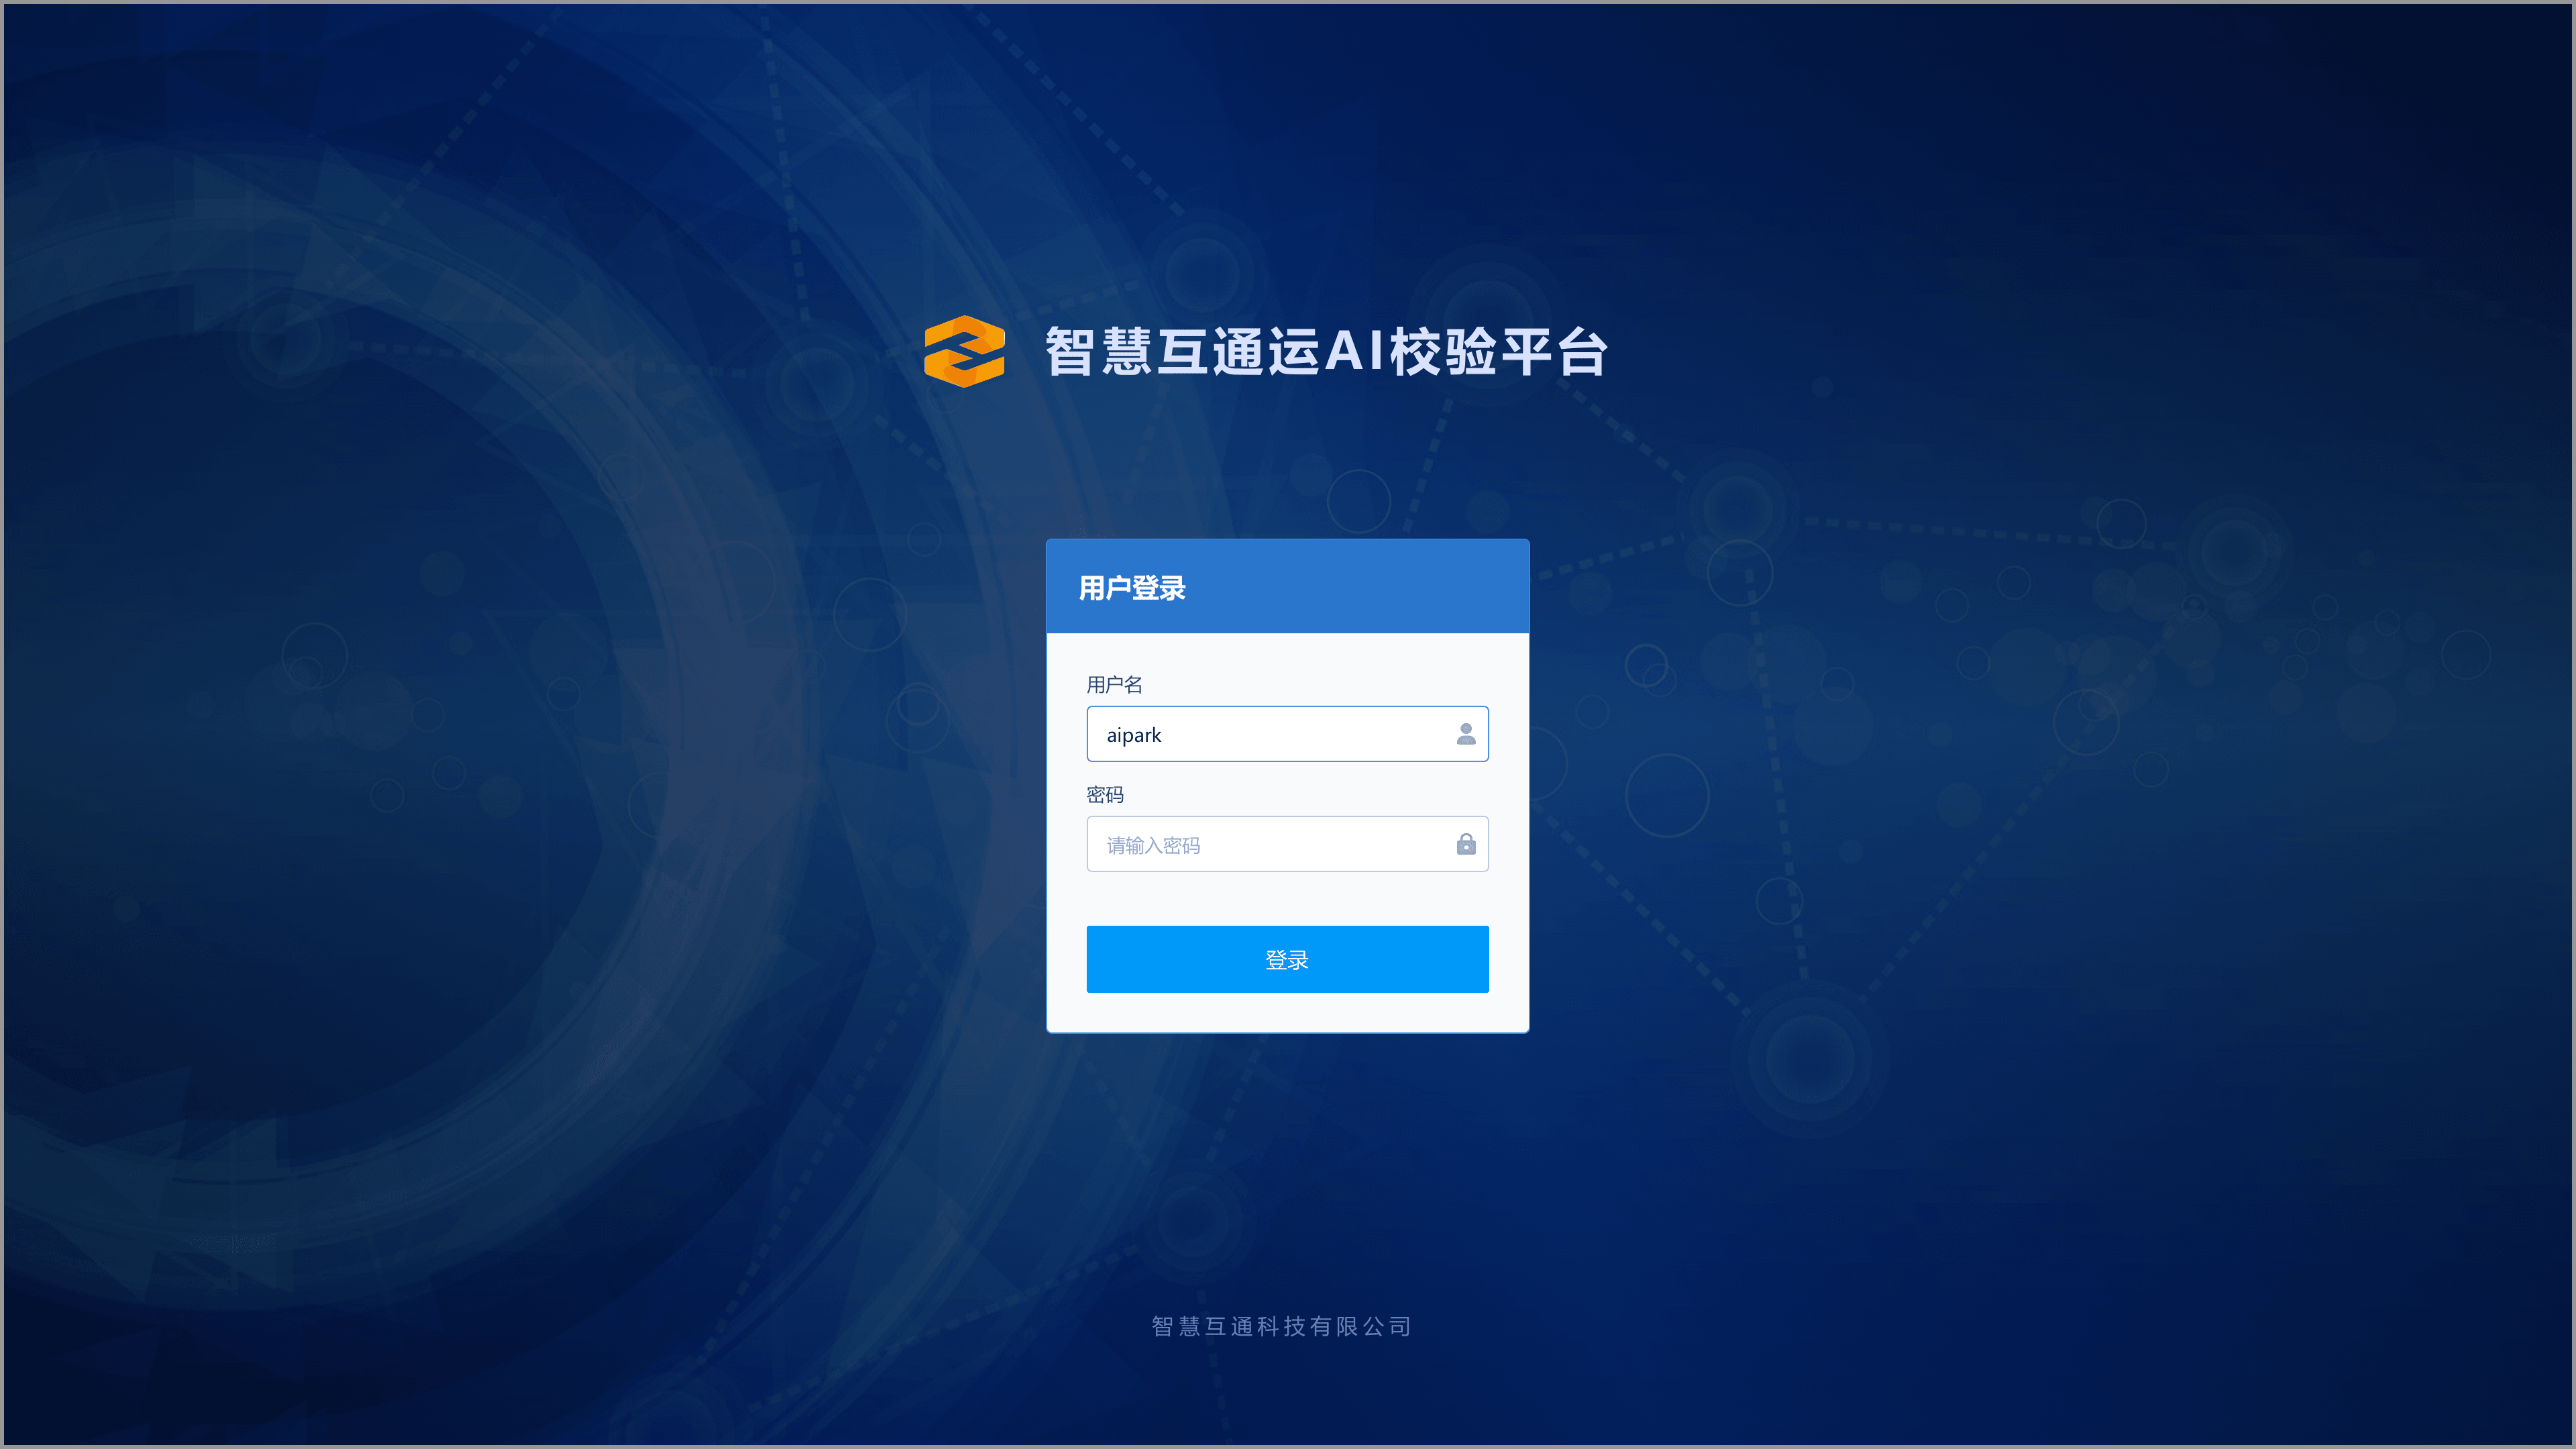 智慧互通运AI校验平台
用户登录
用户名
aipark
密码
请输入密码
登录
智慧互通科技有限公司